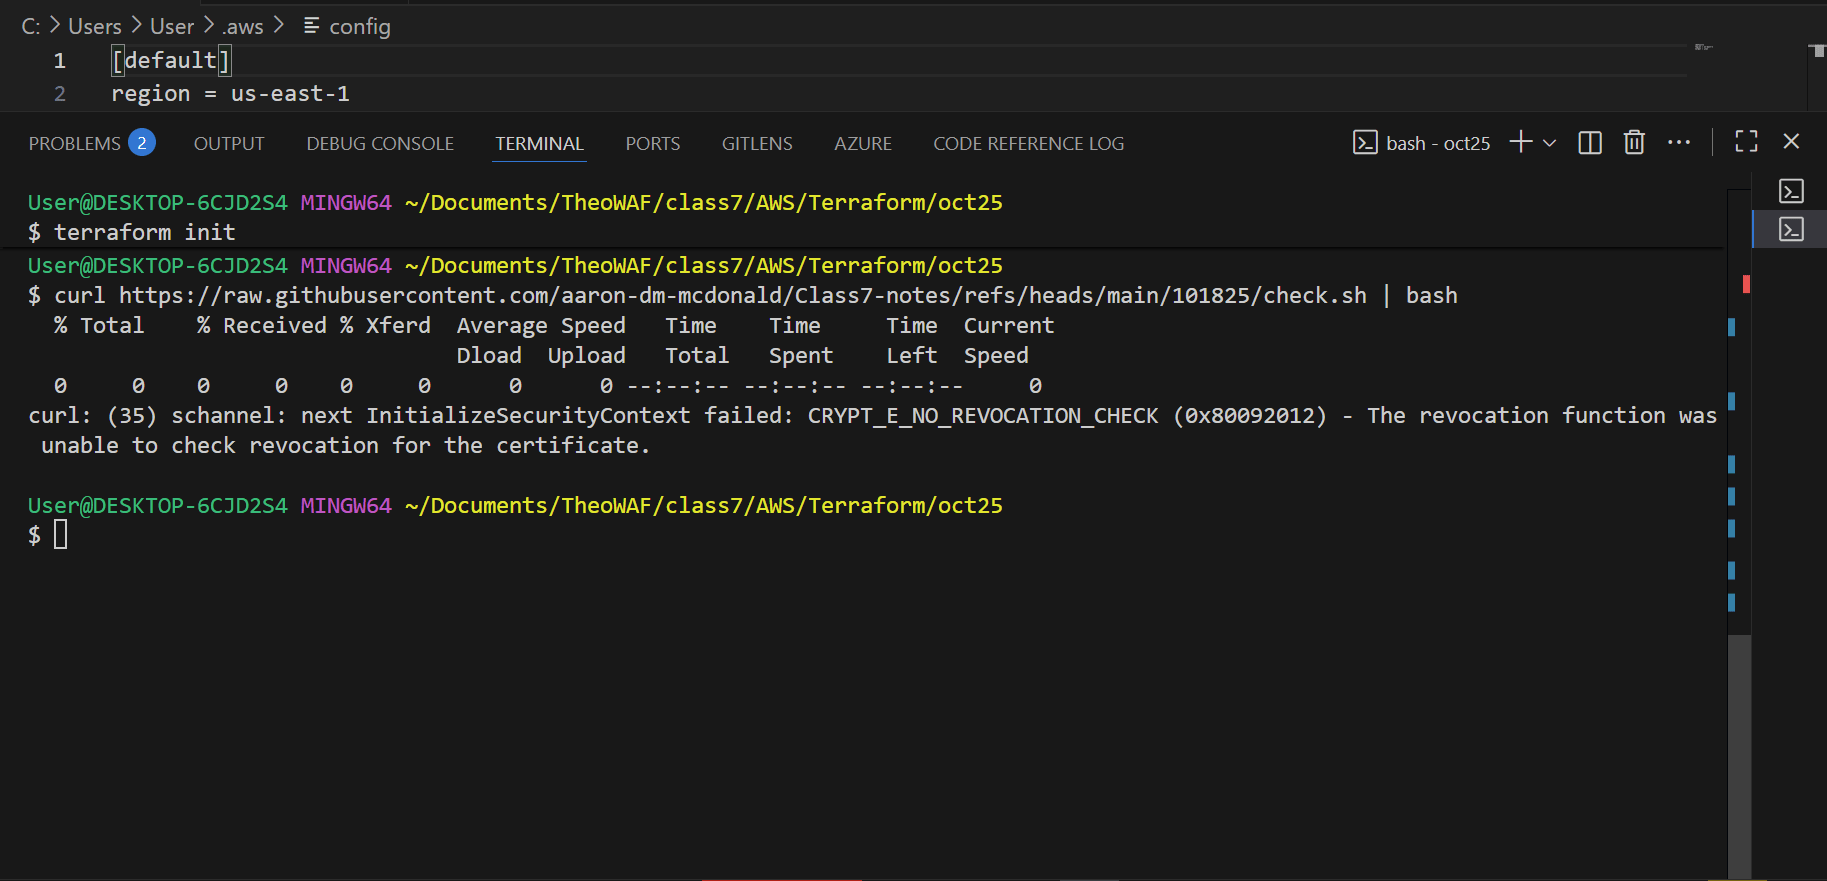 C: > Users > User > .aws > config
1 [default]
2 region = us-east-1
PROBLEMS 2 OUTPUT DEBUG CONSOLE TERMINAL PORTS GITLENS AZURE CODE REFERENCE LOG bash - oct25
User@DESKTOP-6CJD2S4 MINGW64 ~/Documents/TheoWAF/class7/AWS/Terraform/oct25
$ terraform init
User@DESKTOP-6CJD2S4 MINGW64 ~/Documents/TheoWAF/class7/AWS/Terraform/oct25
$ curl https://raw.githubusercontent.com/aaron-dm-mcdonald/Class7-notes/refs/heads/main/101825/check.sh | bash
  % Total    % Received % Xferd  Average Speed   Time    Time     Time  Current
                                 Dload  Upload   Total   Spent    Left  Speed
  0     0    0     0    0     0      0      0 --:--:-- --:--:-- --:--:--     0
curl: (35) schannel: next InitializeSecurityContext failed: CRYPT_E_NO_REVOCATION_CHECK (0x80092012) - The revocation function was
 unable to check revocation for the certificate.
User@DESKTOP-6CJD2S4 MINGW64 ~/Documents/TheoWAF/class7/AWS/Terraform/oct25
$